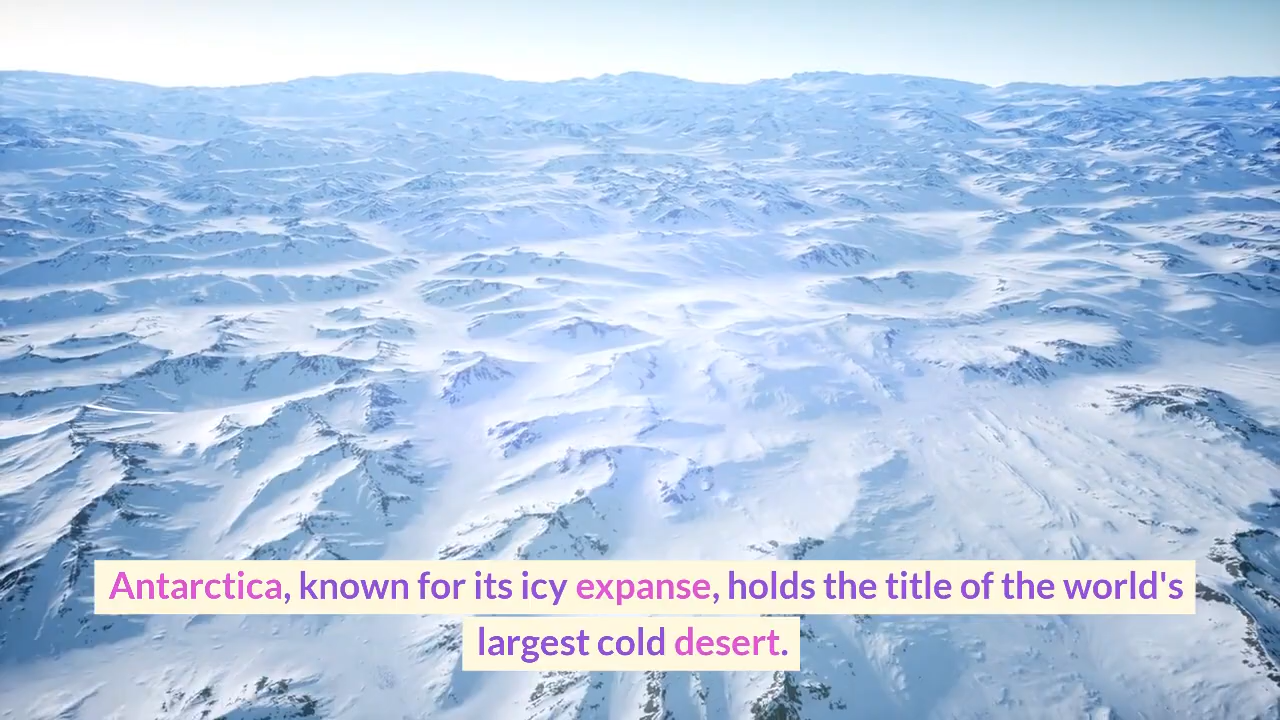 Antarctica, known for its icy expanse, holds the title of the world's
largest cold desert.